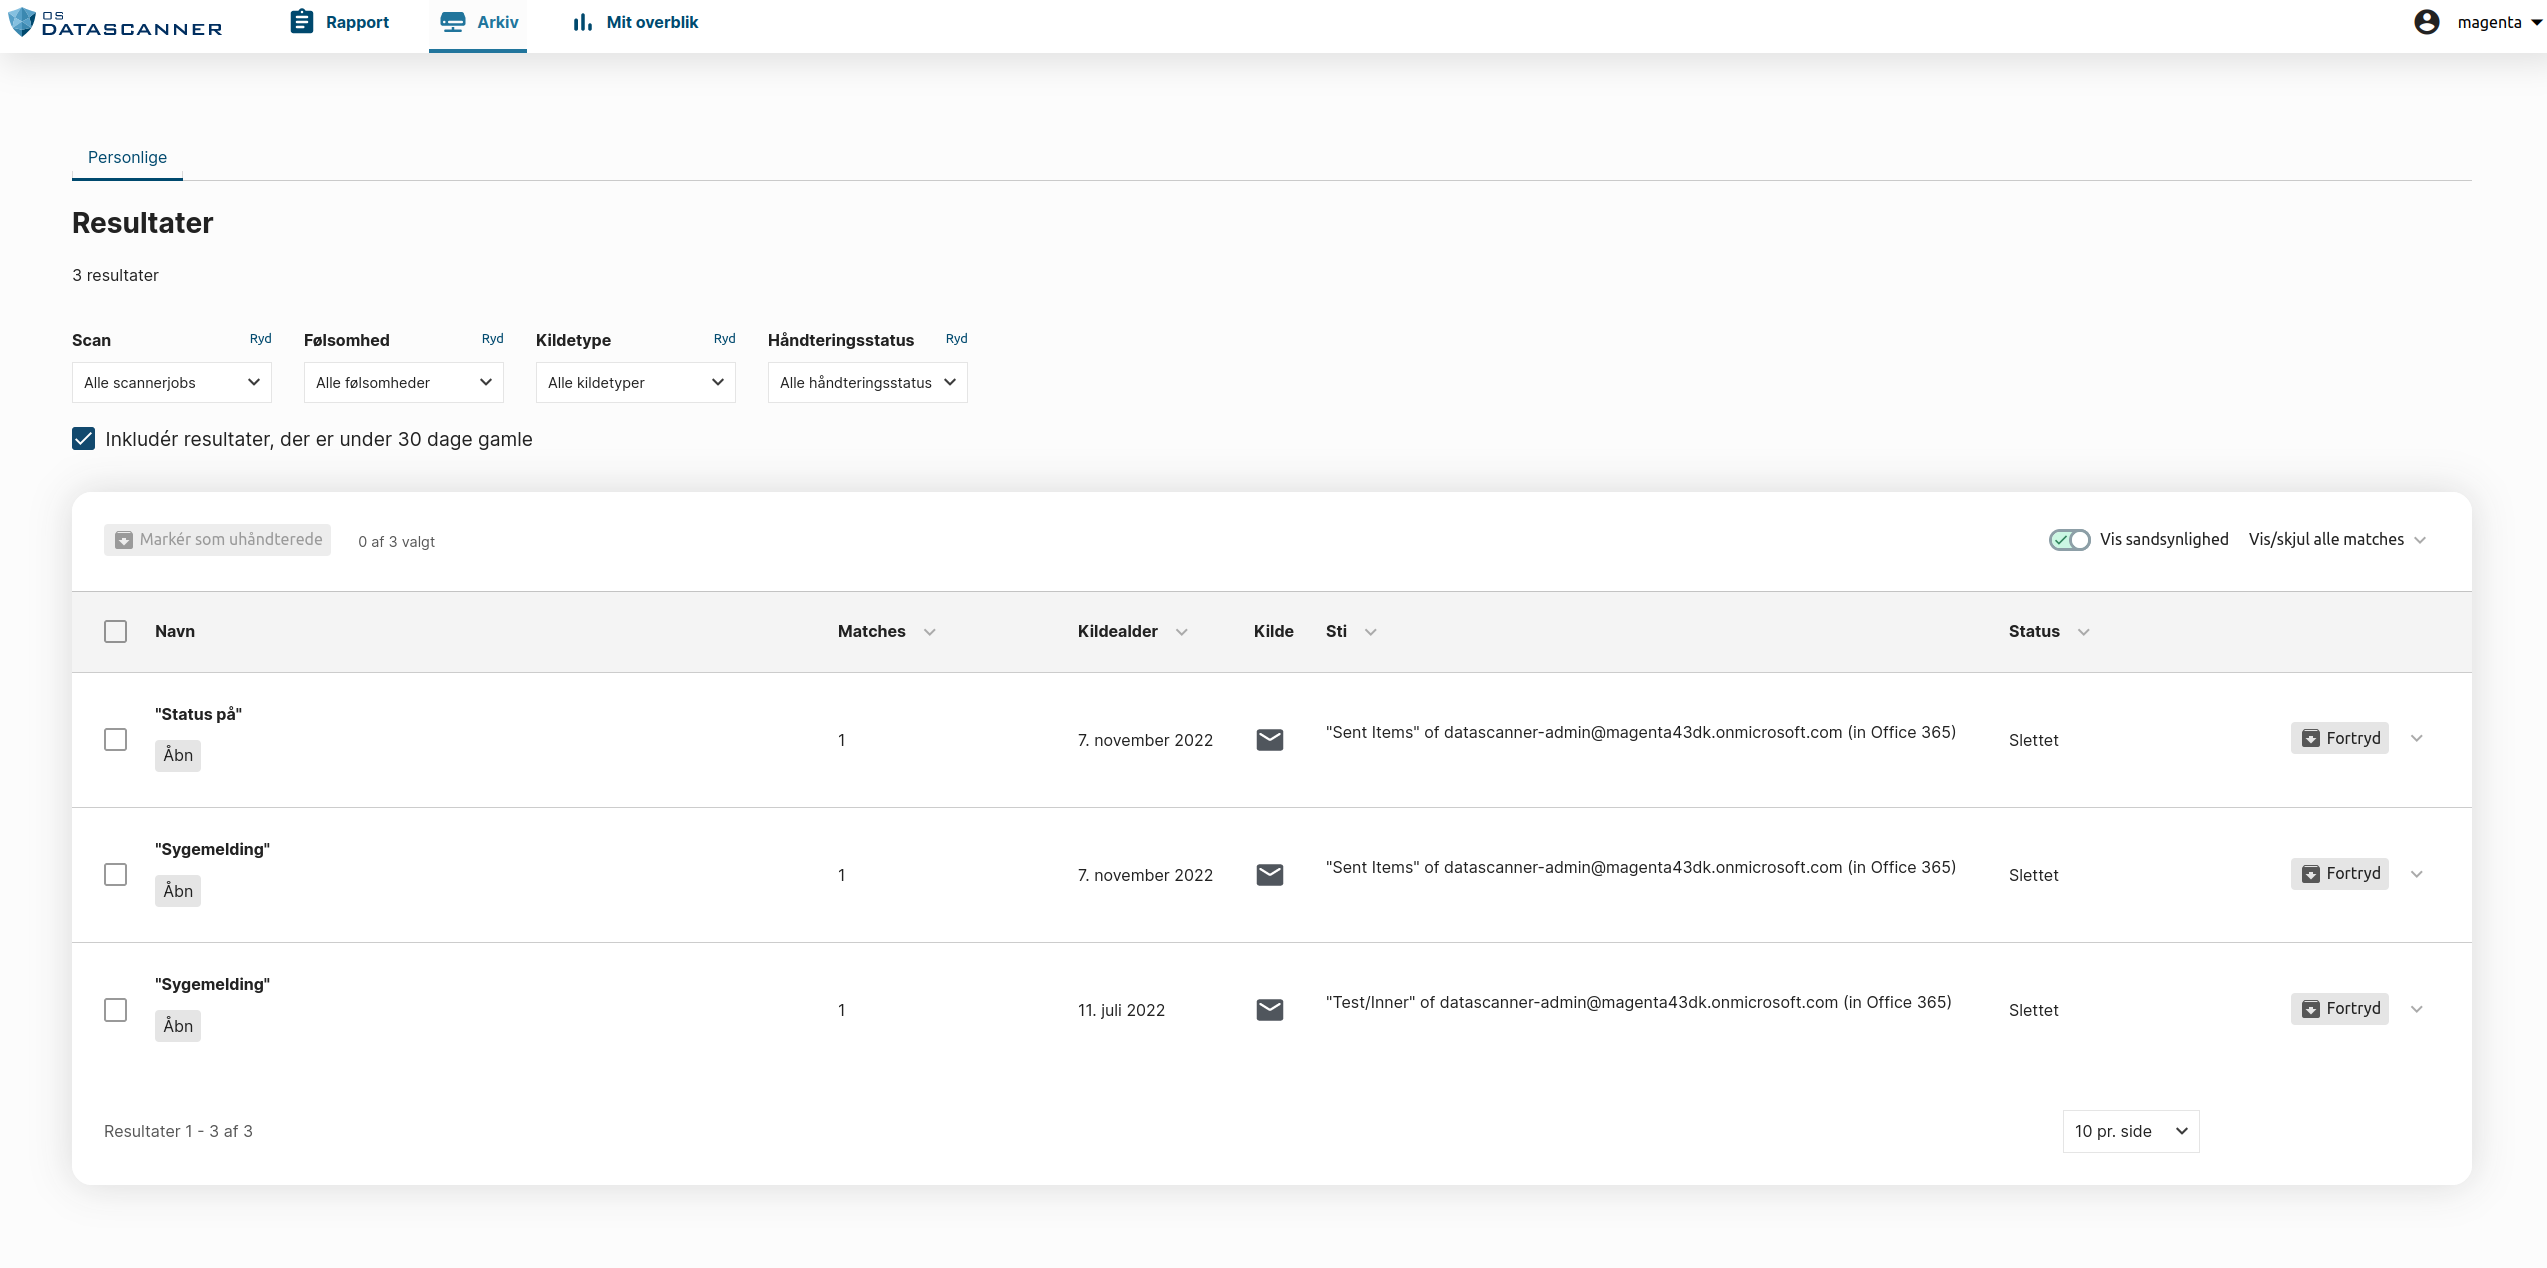 OS
DATASCANNER
Rapport
Arkiv
Mit overblik
magenta
Personlige
Resultater
3 resultater
Scan Ryd Følsomhed Ryd Kildetype Ryd Håndteringsstatus Ryd
Alle scannerjobs Alle følsomheder Alle kildetyper Alle håndteringsstatus
Inkludér resultater, der er under 30 dage gamle
Markér som uhåndterede 0 af 3 valgt Vis sandsynlighed Vis/skjul alle matches
Navn Matches Kildealder Kilde Sti Status
"Status på"
Åbn
1 7. november 2022 "Sent Items" of datascanner-admin@magenta43dk.onmicrosoft.com (in Office 365) Slettet Fortryd
"Sygemelding"
Åbn
1 7. november 2022 "Sent Items" of datascanner-admin@magenta43dk.onmicrosoft.com (in Office 365) Slettet Fortryd
"Sygemelding"
Åbn
1 11. juli 2022 "Test/Inner" of datascanner-admin@magenta43dk.onmicrosoft.com (in Office 365) Slettet Fortryd
Resultater 1 - 3 af 3 10 pr. side